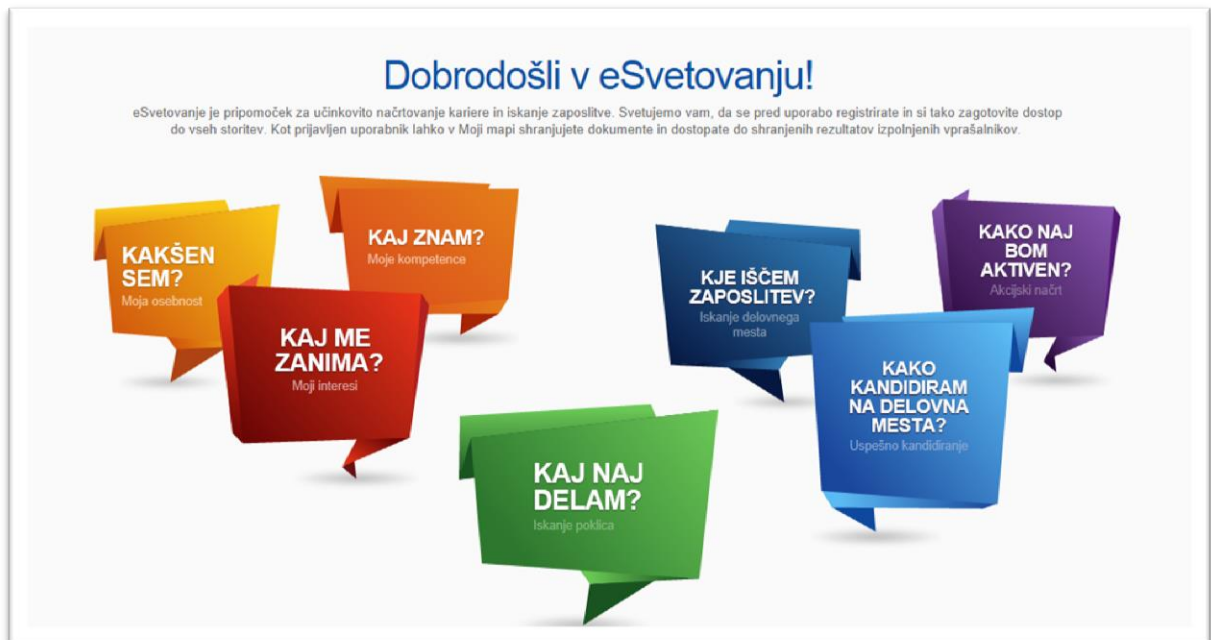 Dobrodošli v eSvetovanju!
eSvetovanje je pripomoček za učinkovito načrtovanje kariere in iskanje zaposlitve. Svetujemo vam, da se pred uporabo registrirate in si tako zagotovite dostop
do vseh storitev. Kot prijavljen uporabnik lahko v Moji mapi shranjujete dokumente in dostopate do shranjenih rezultatov izpolnjenih vprašalnikov.
KAKŠEN
SEM?
Moja osebnost
KAJ ZNAM?
Moje kompetence
KAJ ME
ZANIMA?
Moji interesi
KAJ NAJ
DELAM?
Iskanje poklica
KJE IŠČEM
ZAPOSLITEV?
Iskanje delovnega
mesta
KAKO
KANDIDIRAM
NA DELOVNA
MESTA?
Uspešno kandidiranje
KAKO NAJ
BOM
AKTIVEN?
Akcijski načrt